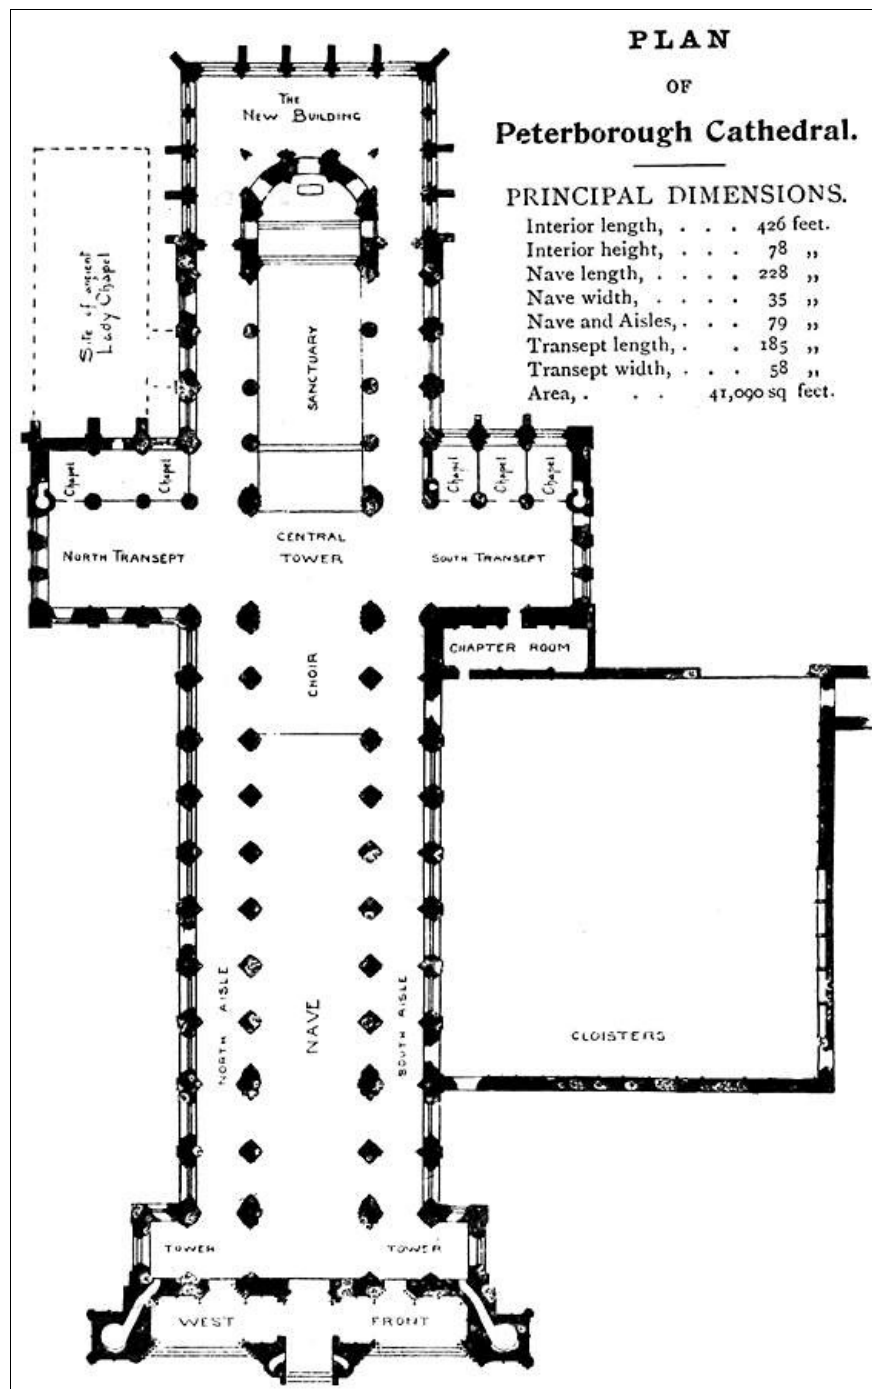 PLAN
OF
Peterborough Cathedral.
PRINCIPAL DIMENSIONS.
Interior length, . . . 426 feet.
Interior height, . . . 78 „
Nave length, . . . . 228 „
Nave width, . . . . 35 „
Nave and Aisles, . . . 79 „
Transept length, . . 185 „
Transept width, . . . 58 „
Area, . . . 41,090 sq feet.
THE
NEW BUILDING
Site of ancient
Lady Chapel
SANCTUARY
Chapel
Chapel
Chapel
Chapel
Chapel
NORTH TRANSEPT
CENTRAL
TOWER
SOUTH TRANSEPT
CHOIR
CHAPTER ROOM
NORTH AISLE
NAVE
SOUTH AISLE
CLOISTERS
TOWER
TOWER
WEST
FRONT